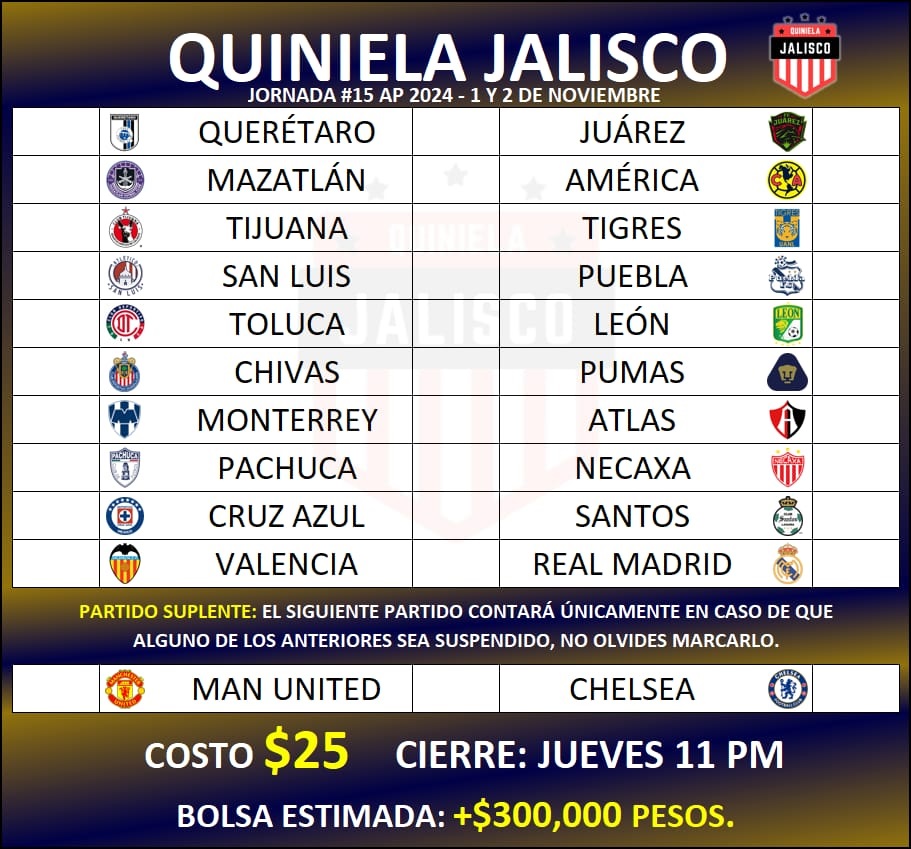 QUINIELA JALISCO
QUINIELA
JALISCO
JORNADA #15 AP 2024 - 1 Y 2 DE NOVIEMBRE
QUERÉTARO JUÁREZ
MAZATLÁN AMÉRICA
TIJUANA TIGRES
SAN LUIS PUEBLA
TOLUCA LEÓN
CHIVAS PUMAS
MONTERREY ATLAS
PACHUCA NECAXA
CRUZ AZUL SANTOS
VALENCIA REAL MADRID
QUINIELA
JALISCO
PARTIDO SUPLENTE: EL SIGUIENTE PARTIDO CONTARÁ ÚNICAMENTE EN CASO DE QUE
ALGUNO DE LOS ANTERIORES SEA SUSPENDIDO, NO OLVIDES MARCARLO.
MAN UNITED CHELSEA
COSTO $25 CIERRE: JUEVES 11 PM
BOLSA ESTIMADA: +$300,000 PESOS.